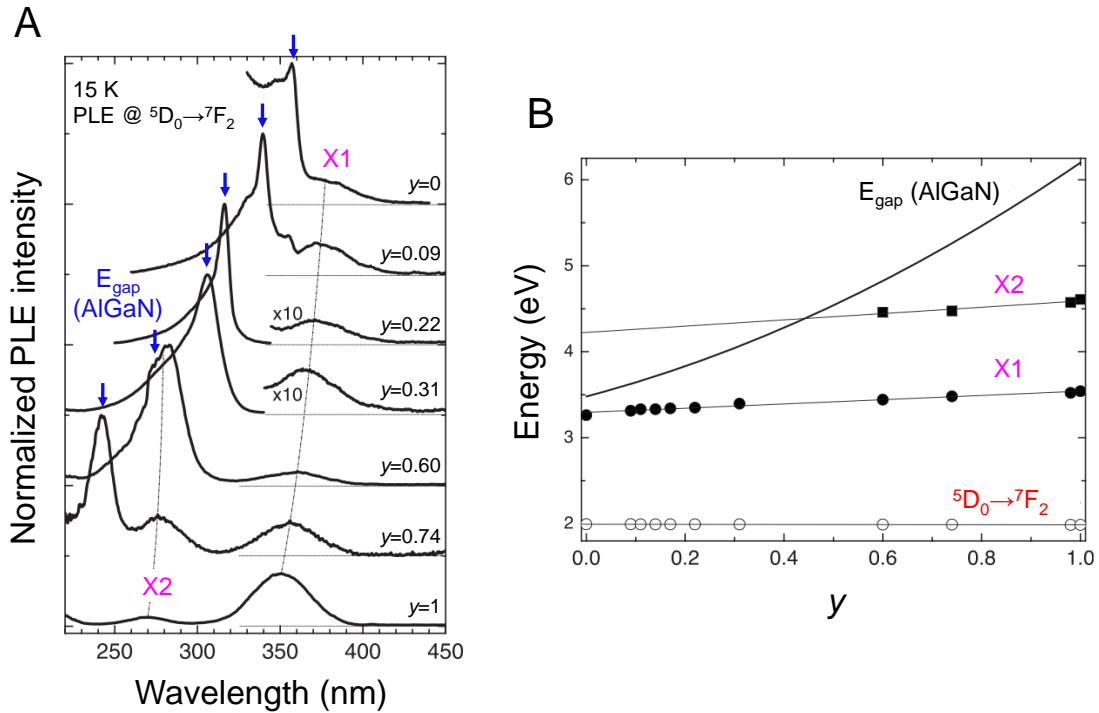 A
15 K
PLE @ ⁵D₀→⁷F₂
X1
y=0
y=0.09
E_gap
(AlGaN)
x10
y=0.22
x10
y=0.31
y=0.60
y=0.74
X2
y=1
Normalized PLE intensity
250 300 350 400 450
Wavelength (nm)
B
E_gap (AlGaN)
X2
X1
⁵D₀→⁷F₂
6
5
4
3
2
Energy (eV)
0.0 0.2 0.4 0.6 0.8 1.0
y